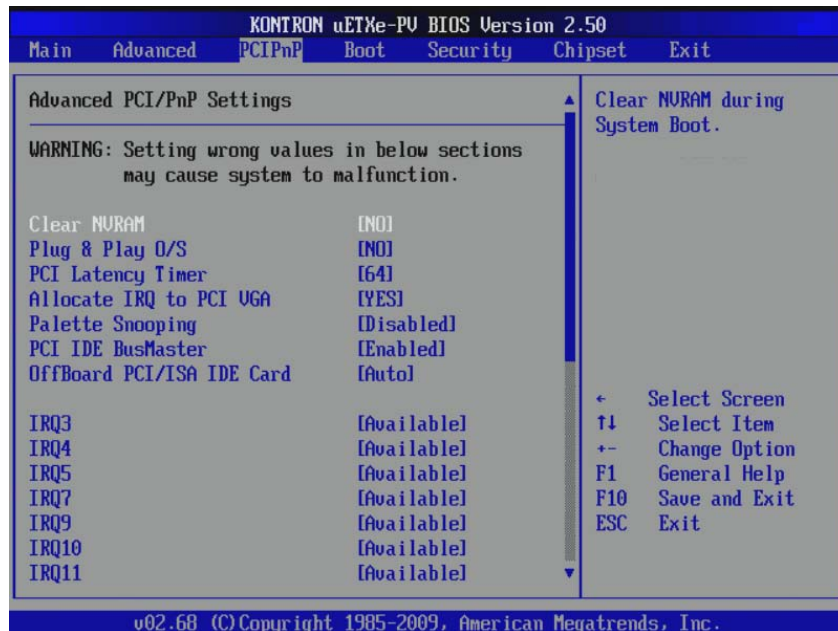 KONTRON uETXe-PV BIOS Version 2.50
Main Advanced PCIPnP Boot Security Chipset Exit
Advanced PCI/PnP Settings
WARNING: Setting wrong values in below sections
may cause system to malfunction.
Clear NVRAM [NO]
Plug & Play O/S [NO]
PCI Latency Timer [64]
Allocate IRQ to PCI VGA [YES]
Palette Snooping [Disabled]
PCI IDE BusMaster [Enabled]
OffBoard PCI/ISA IDE Card [Auto]
IRQ3 [Available]
IRQ4 [Available]
IRQ5 [Available]
IRQ7 [Available]
IRQ9 [Available]
IRQ10 [Available]
IRQ11 [Available]
Clear NVRAM during
System Boot.
← Select Screen
↑↓ Select Item
+- Change Option
F1 General Help
F10 Save and Exit
ESC Exit
v02.68 (C)Copyright 1985-2009, American Megatrends, Inc.